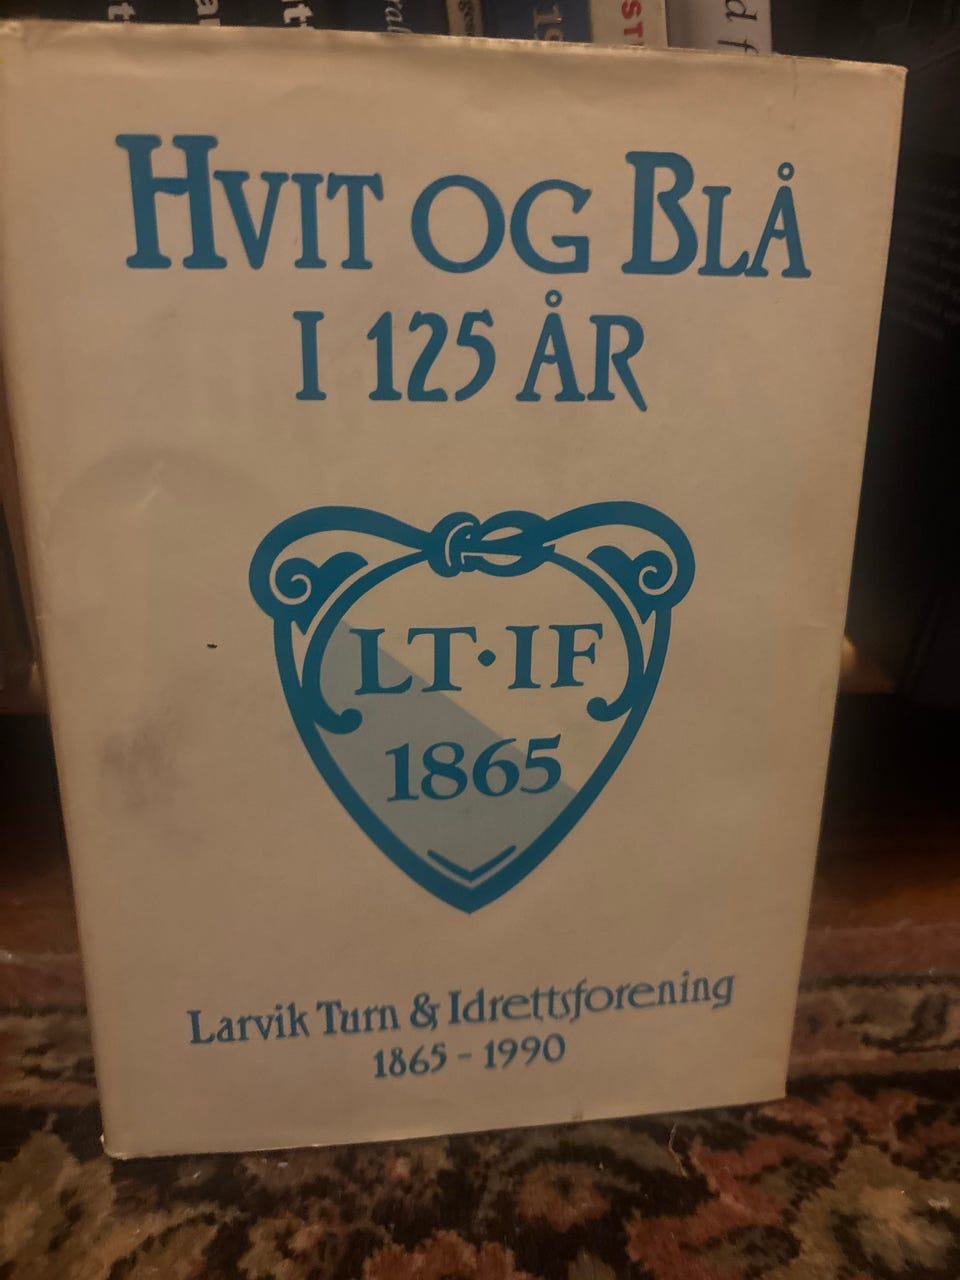 HVIT OG BLÅ
I 125 ÅR
LT·IF
1865
Larvik Turn & Idrettsforening
1865 - 1990